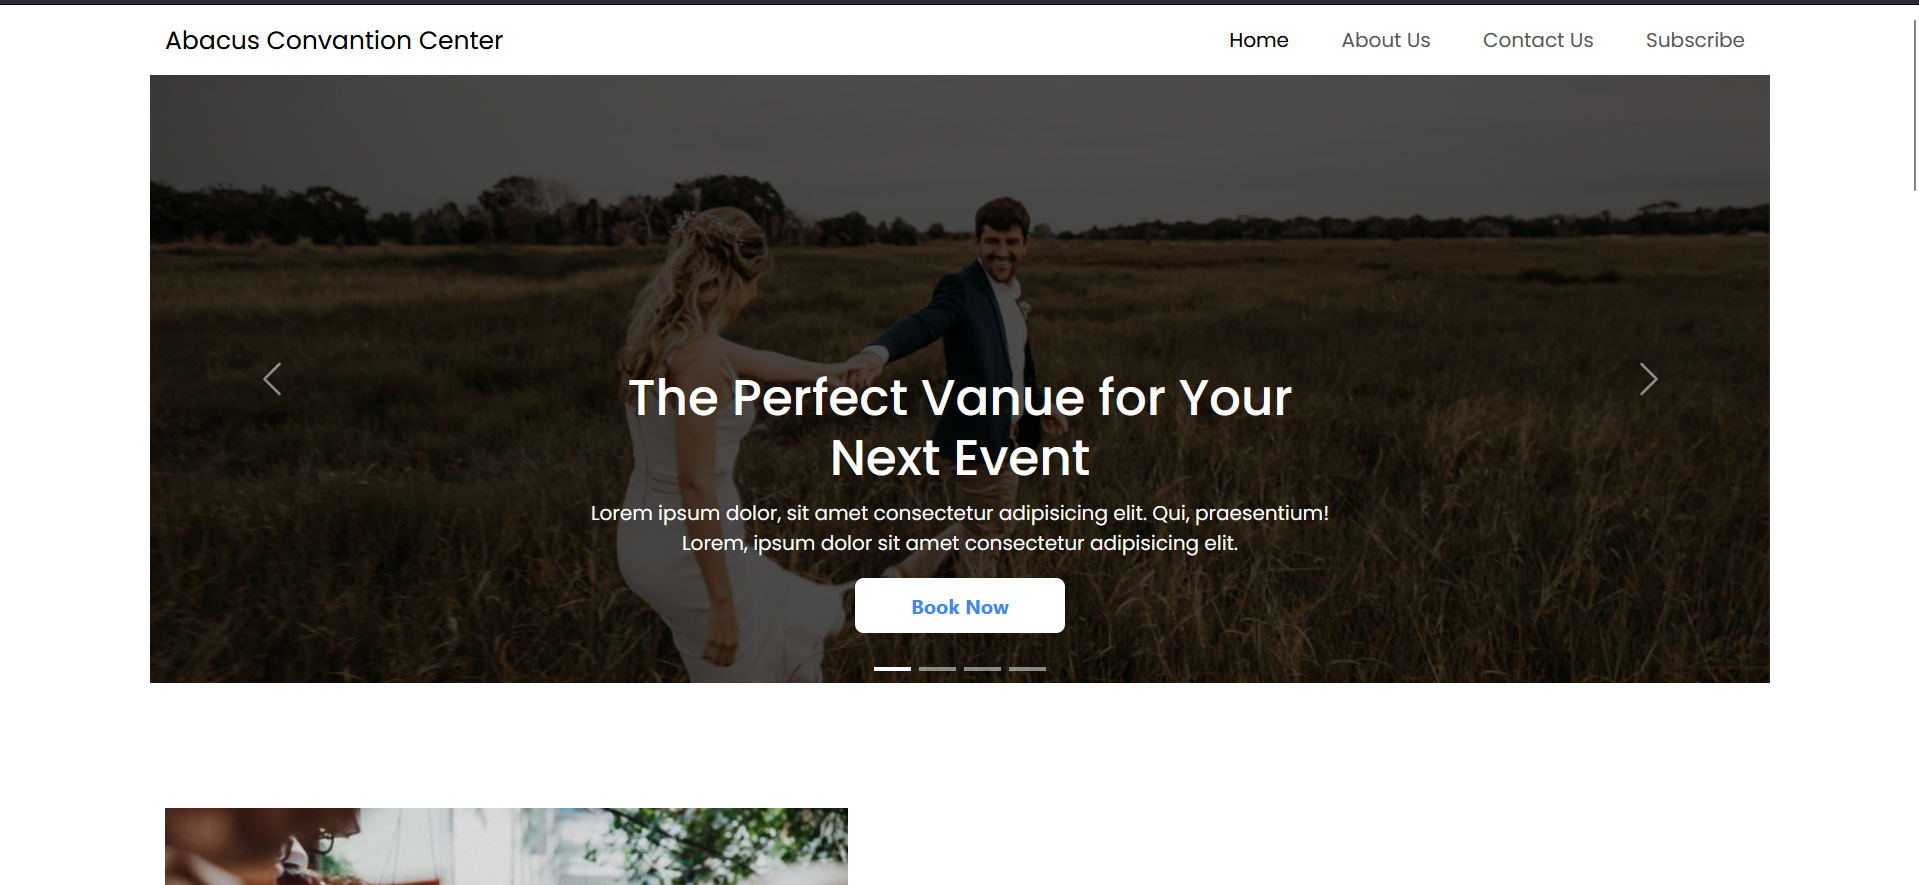 Abacus Convantion Center
Home
About Us
Contact Us
Subscribe
The Perfect Vanue for Your
Next Event
Lorem ipsum dolor, sit amet consectetur adipisicing elit. Qui, praesentium!
Lorem, ipsum dolor sit amet consectetur adipisicing elit.
Book Now